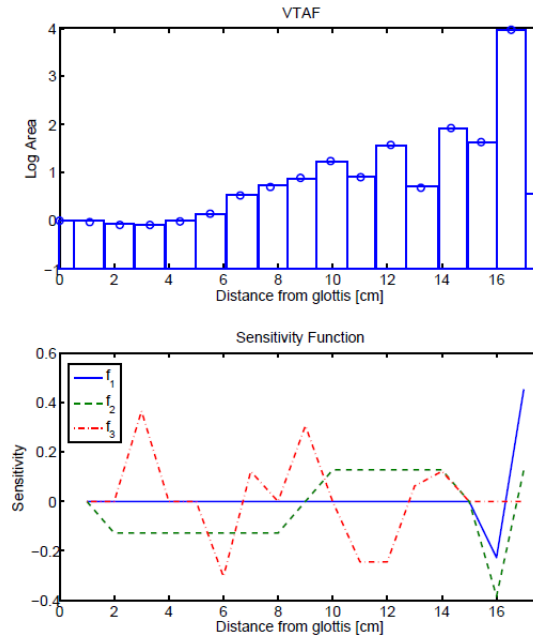 VTAF
4
3
2
1
0
−1
Log Area
0 2 4 6 8 10 12 14 16
Distance from glottis [cm]
Sensitivity Function
0.6
0.4
0.2
0
−0.2
−0.4
Sensitivity
f1
f2
f3
0 2 4 6 8 10 12 14 16
Distance from glottis [cm]